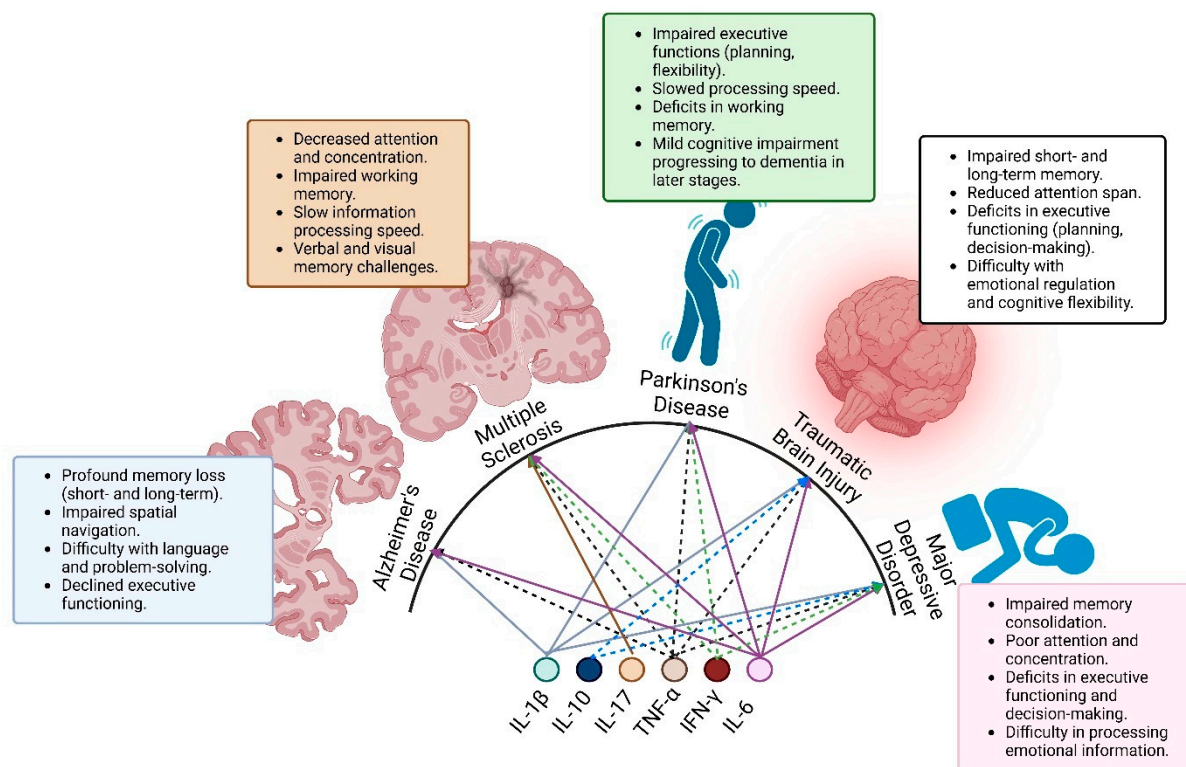 • Impaired executive
functions (planning,
flexibility).
• Slowed processing speed.
• Deficits in working
memory.
• Mild cognitive impairment
progressing to dementia in
later stages.
• Decreased attention
and concentration.
• Impaired working
memory.
• Slow information
processing speed.
• Verbal and visual
memory challenges.
• Impaired short- and
long-term memory.
• Reduced attention span.
• Deficits in executive
functioning (planning,
decision-making).
• Difficulty with
emotional regulation
and cognitive flexibility.
• Profound memory loss
(short- and long-term).
• Impaired spatial
navigation.
• Difficulty with language
and problem-solving.
• Declined executive
functioning.
Alzheimer's
Disease
Multiple
Sclerosis
Parkinson's
Disease
Traumatic
Brain Injury
Major
Depressive
Disorder
• Impaired memory
consolidation.
• Poor attention and
concentration.
• Deficits in executive
functioning and
decision-making.
• Difficulty in processing
emotional information.
IL-1β
IL-10
IL-17
TNF-α
IFN-γ
IL-6